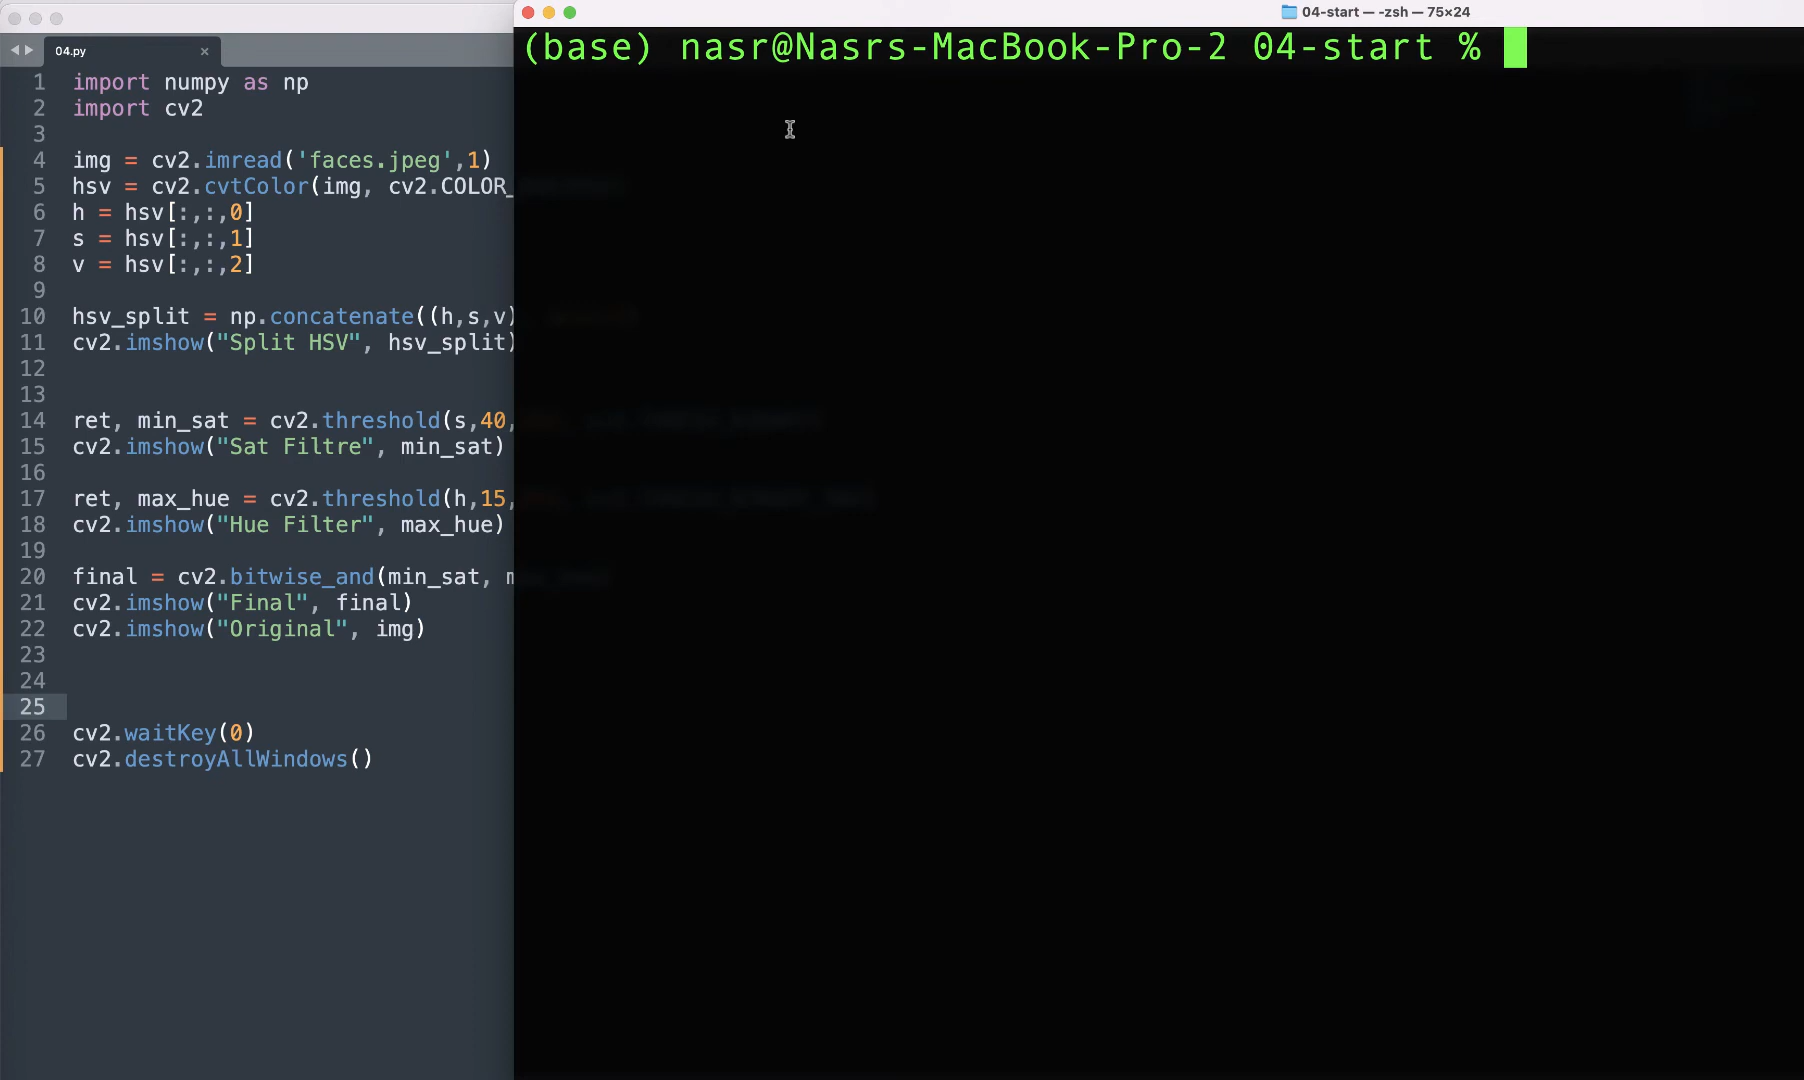 04-start — -zsh — 75×24
04.py
(base) nasr@Nasrs-MacBook-Pro-2 04-start %
1 import numpy as np
2 import cv2
3
4 img = cv2.imread('faces.jpeg',1)
5 hsv = cv2.cvtColor(img, cv2.COLOR_
6 h = hsv[:,:,0]
7 s = hsv[:,:,1]
8 v = hsv[:,:,2]
9
10 hsv_split = np.concatenate((h,s,v)
11 cv2.imshow("Split HSV", hsv_split)
12
13
14 ret, min_sat = cv2.threshold(s,40,
15 cv2.imshow("Sat Filtre", min_sat)
16
17 ret, max_hue = cv2.threshold(h,15,
18 cv2.imshow("Hue Filter", max_hue)
19
20 final = cv2.bitwise_and(min_sat,
21 cv2.imshow("Final", final)
22 cv2.imshow("Original", img)
23
24
25
26 cv2.waitKey(0)
27 cv2.destroyAllWindows()